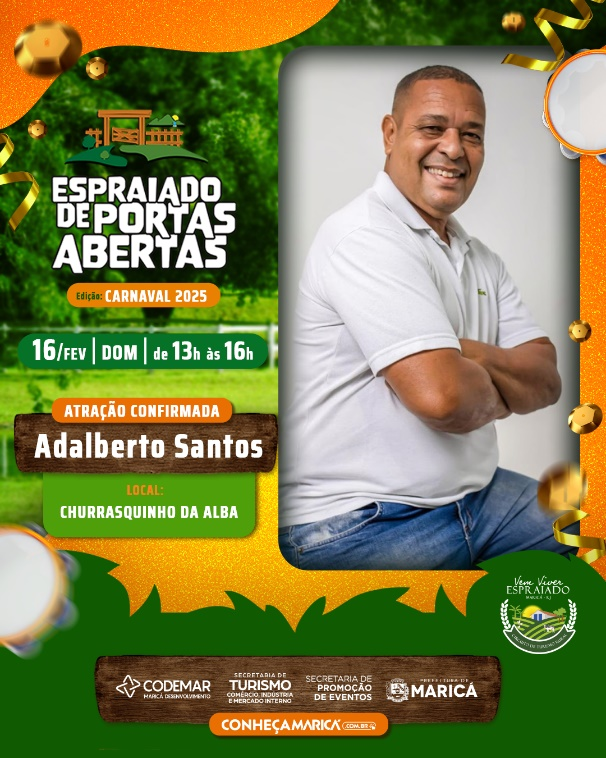 ESPRAIADO
DE PORTAS
ABERTAS
Edição: CARNAVAL 2025
16/FEV | DOM | de 13h às 16h
ATRAÇÃO CONFIRMADA
Adalberto Santos
LOCAL:
CHURRASQUINHO DA ALBA
Vem Viver
ESPRAIADO
MARICÁ - RJ
CODEMAR
MARICÁ DESENVOLVIMENTO
SECRETARIA DE
TURISMO
COMÉRCIO, INDÚSTRIA
E MERCADO INTERNO
SECRETARIA DE
PROMOÇÃO
DE EVENTOS
PREFEITURA DE
MARICÁ
CONHEÇAMARICÁ.COM.BR